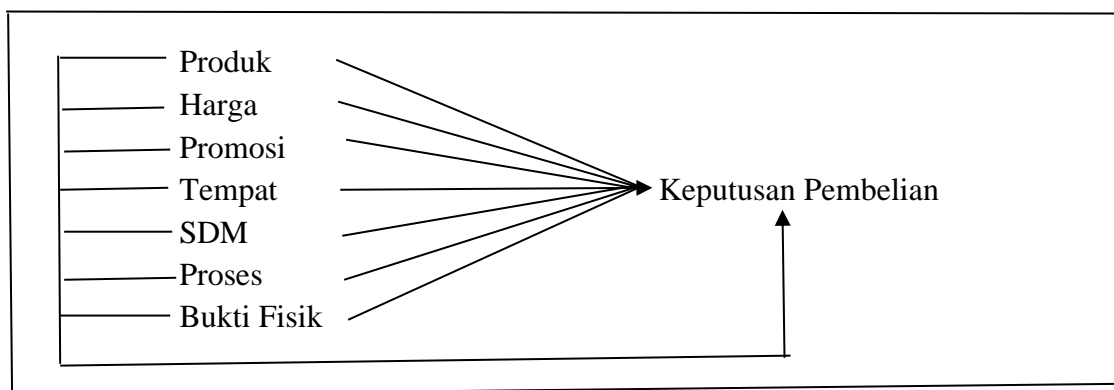 Produk
Harga
Promosi
Tempat
Keputusan Pembelian
SDM
Proses
Bukti Fisik